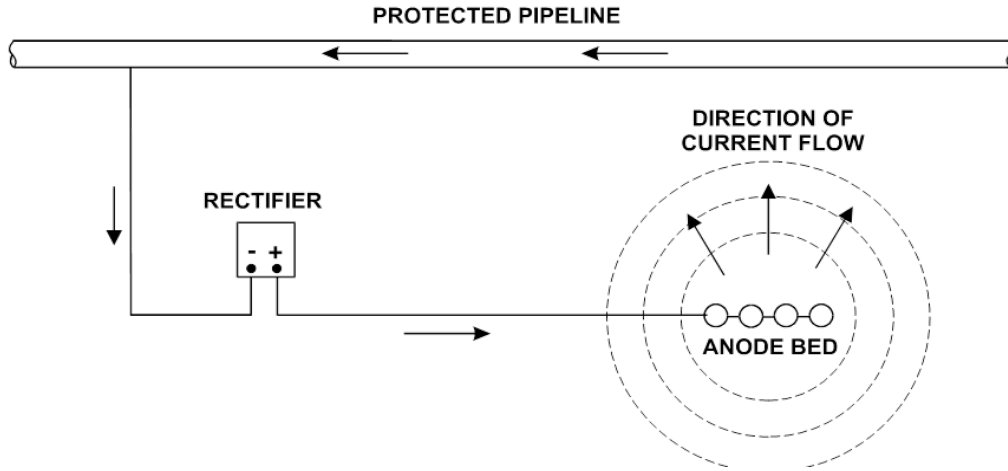 PROTECTED PIPELINE
DIRECTION OF
CURRENT FLOW
RECTIFIER
- +
ANODE BED